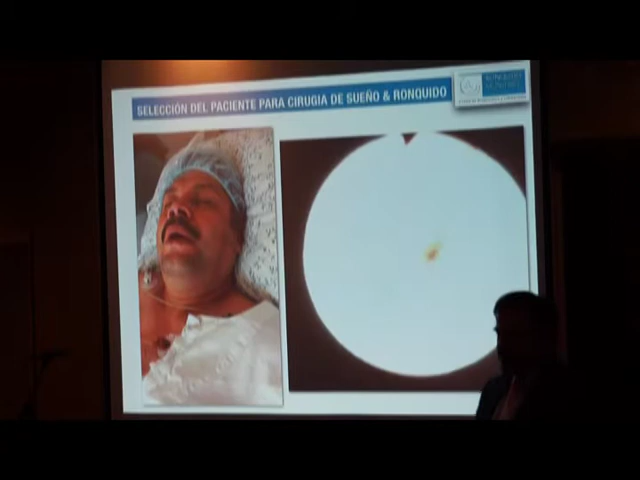 SELECCIÓN DEL PACIENTE PARA CIRUGIA DE SUEÑO & RONQUIDO